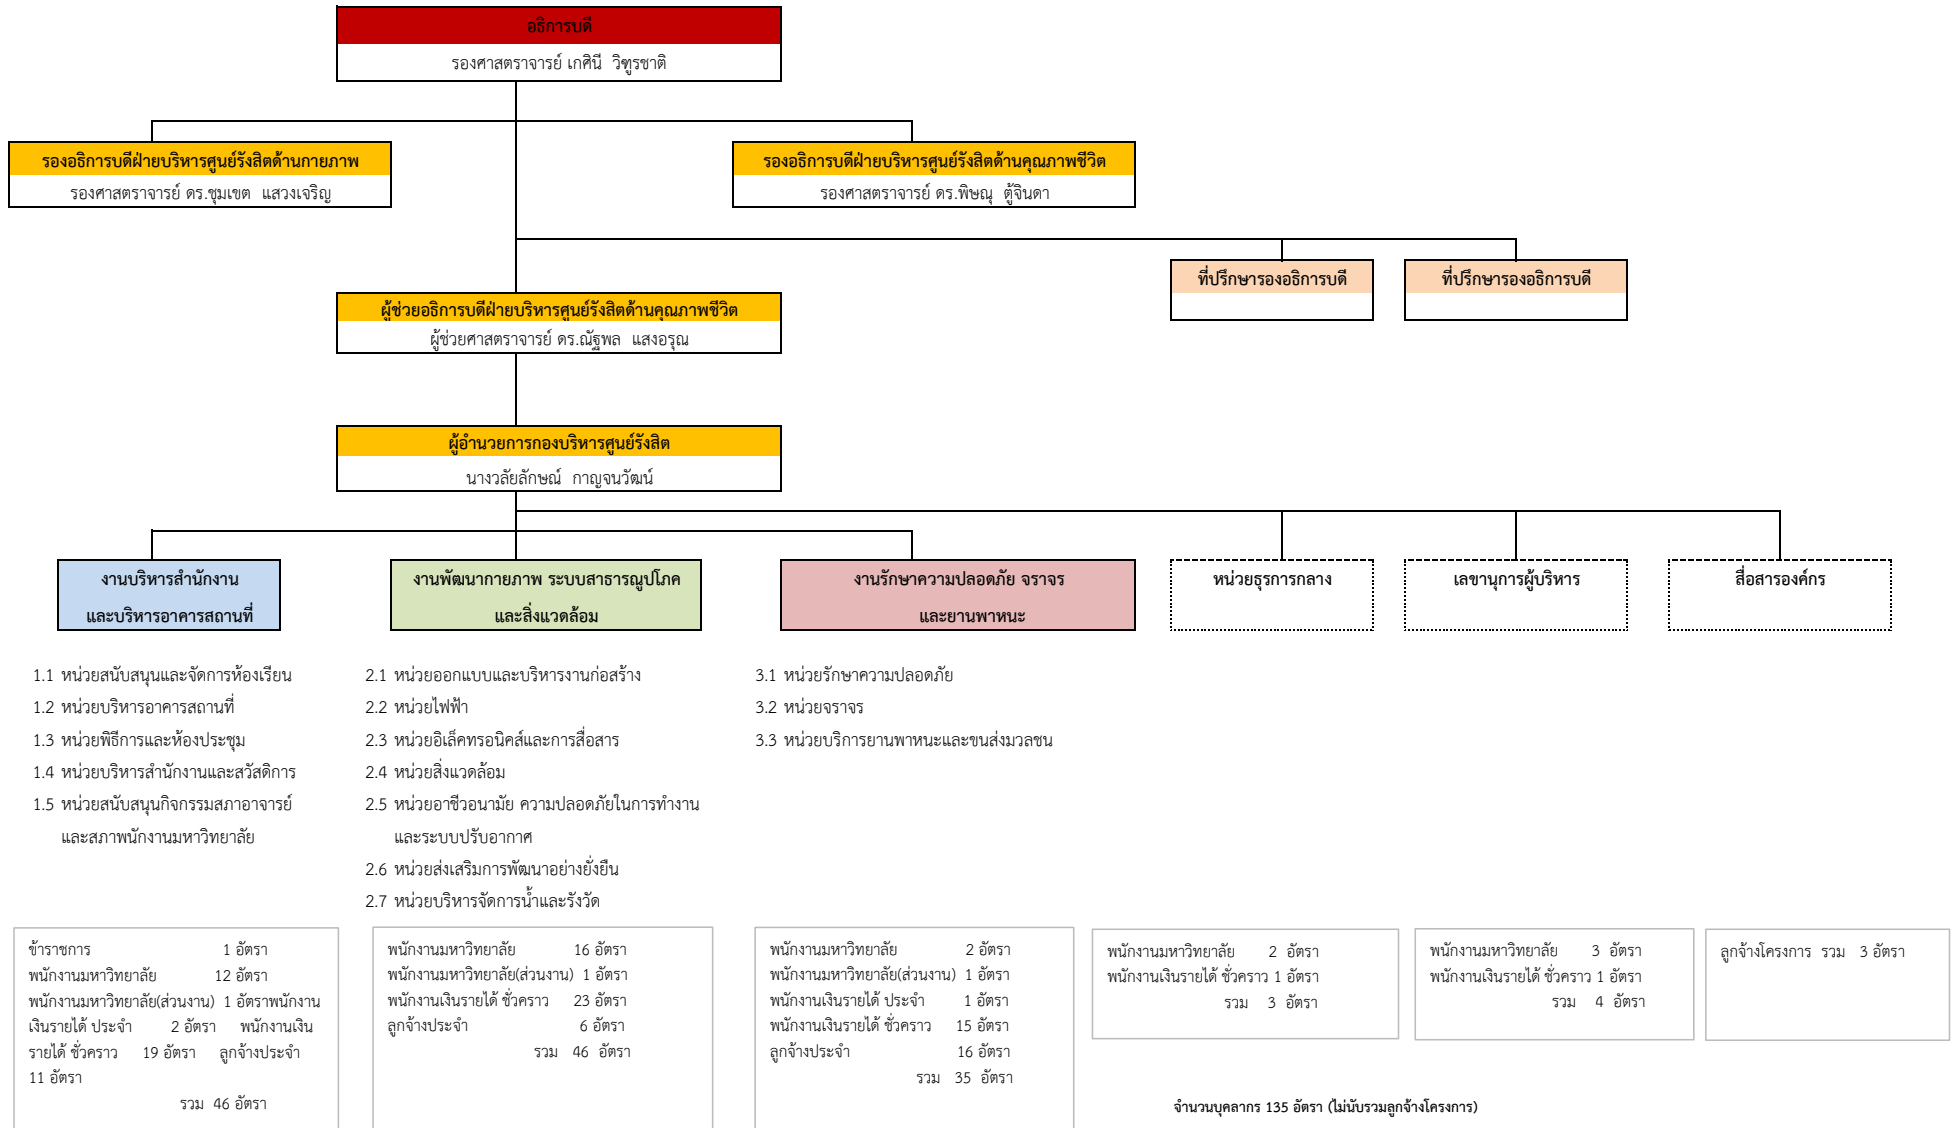 อธิการบดี
รองศาสตราจารย์ เกศินี วิฑูรชาติ
รองอธิการบดีฝ่ายบริหารศูนย์รังสิตด้านกายภาพ
รองศาสตราจารย์ ดร.ชุมเขต แสวงเจริญ
รองอธิการบดีฝ่ายบริหารศูนย์รังสิตด้านคุณภาพชีวิต
รองศาสตราจารย์ ดร.พิษณุ ตู้จินดา
ที่ปรึกษารองอธิการบดี
ที่ปรึกษารองอธิการบดี
ผู้ช่วยอธิการบดีฝ่ายบริหารศูนย์รังสิตด้านคุณภาพชีวิต
ผู้ช่วยศาสตราจารย์ ดร.ณัฐพล แสงอรุณ
ผู้อำนวยการกองบริหารศูนย์รังสิต
นางวลัยลักษณ์ กาญจนวัฒน์
งานบริหารสำนักงาน
และบริหารอาคารสถานที่
งานพัฒนากายภาพ ระบบสาธารณูปโภค
และสิ่งแวดล้อม
งานรักษาความปลอดภัย จราจร
และยานพาหนะ
หน่วยธุรการกลาง
เลขานุการผู้บริหาร
สื่อสารองค์กร
1.1 หน่วยสนับสนุนและจัดการห้องเรียน
1.2 หน่วยบริหารอาคารสถานที่
1.3 หน่วยพิธีการและห้องประชุม
1.4 หน่วยบริหารสำนักงานและสวัสดิการ
1.5 หน่วยสนับสนุนกิจกรรมสภาอาจารย์
และสภาพนักงานมหาวิทยาลัย
2.1 หน่วยออกแบบและบริหารงานก่อสร้าง
2.2 หน่วยไฟฟ้า
2.3 หน่วยอิเล็คทรอนิคส์และการสื่อสาร
2.4 หน่วยสิ่งแวดล้อม
2.5 หน่วยอาชีวอนามัย ความปลอดภัยในการทำงาน
และระบบปรับอากาศ
2.6 หน่วยส่งเสริมการพัฒนาอย่างยั่งยืน
2.7 หน่วยบริหารจัดการน้ำและรังวัด
3.1 หน่วยรักษาความปลอดภัย
3.2 หน่วยจราจร
3.3 หน่วยบริการยานพาหนะและขนส่งมวลชน
ข้าราชการ 1 อัตรา
พนักงานมหาวิทยาลัย 12 อัตรา
พนักงานมหาวิทยาลัย(ส่วนงาน) 1 อัตราพนักงาน
เงินรายได้ ประจำ 2 อัตรา พนักงานเงิน
รายได้ ชั่วคราว 19 อัตรา ลูกจ้างประจำ
11 อัตรา
รวม 46 อัตรา
พนักงานมหาวิทยาลัย 16 อัตรา
พนักงานมหาวิทยาลัย(ส่วนงาน) 1 อัตรา
พนักงานเงินรายได้ ชั่วคราว 23 อัตรา
ลูกจ้างประจำ 6 อัตรา
รวม 46 อัตรา
พนักงานมหาวิทยาลัย 2 อัตรา
พนักงานมหาวิทยาลัย(ส่วนงาน) 1 อัตรา
พนักงานเงินรายได้ ประจำ 1 อัตรา
พนักงานเงินรายได้ ชั่วคราว 15 อัตรา
ลูกจ้างประจำ 16 อัตรา
รวม 35 อัตรา
พนักงานมหาวิทยาลัย 2 อัตรา
พนักงานเงินรายได้ ชั่วคราว 1 อัตรา
รวม 3 อัตรา
พนักงานมหาวิทยาลัย 3 อัตรา
พนักงานเงินรายได้ ชั่วคราว 1 อัตรา
รวม 4 อัตรา
ลูกจ้างโครงการ รวม 3 อัตรา
จำนวนบุคลากร 135 อัตรา (ไม่นับรวมลูกจ้างโครงการ)